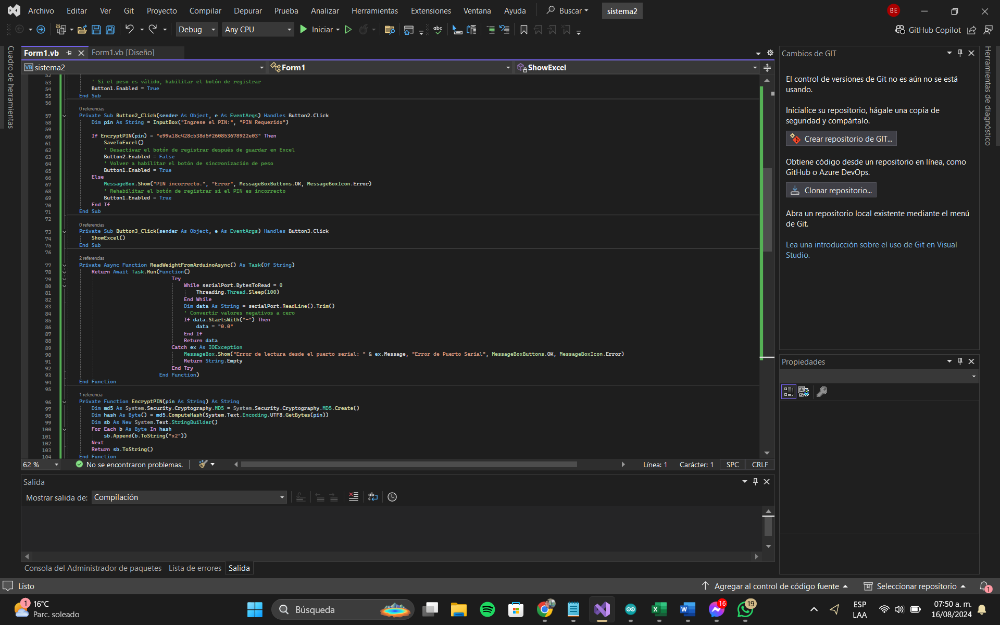 Archivo Editar Ver Git Proyecto Compilar Depurar Prueba Analizar Herramientas Extensiones Ventana Ayuda Buscar sistema2 BE
Debug Any CPU Iniciar GitHub Copilot
Cuadro de herramientas
Form1.vb Form1.vb [Diseño]
VB sistema2 Form1 ShowExcel
52
53 ' Si el peso es válido, habilitar el botón de registrar
54 Button1.Enabled = True
55 End Sub
56
0 referencias
57 Private Sub Button2_Click(sender As Object, e As EventArgs) Handles Button2.Click
58 Dim pin As String = InputBox("Ingrese el PIN:", "PIN Requerido")
59
60 If EncryptPIN(pin) = "e99a18c428cb38d5f260853678922e03" Then
61 SaveToExcel()
62 ' Desactivar el botón de registrar después de guardar en Excel
63 Button2.Enabled = False
64 ' Volver a habilitar el botón de sincronización de peso
65 Button1.Enabled = True
66 Else
67 MessageBox.Show("PIN incorrecto.", "Error", MessageBoxButtons.OK, MessageBoxIcon.Error)
68 ' Rehabilitar el botón de registrar si el PIN es incorrecto
69 Button1.Enabled = True
70 End If
71 End Sub
72
0 referencias
73 Private Sub Button3_Click(sender As Object, e As EventArgs) Handles Button3.Click
74 ShowExcel()
75 End Sub
76
2 referencias
77 Private Async Function ReadWeightFromArduinoAsync() As Task(Of String)
78 Return Await Task.Run(Function()
79 Try
80 While serialPort.BytesToRead = 0
81 Threading.Thread.Sleep(100)
82 End While
83 Dim data As String = serialPort.ReadLine().Trim()
84 ' Convertir valores negativos a cero
85 If data.StartsWith("-") Then
86 data = "0.0"
87 End If
88 Return data
89 Catch ex As IOException
90 MessageBox.Show("Error de lectura desde el puerto serial: " & ex.Message, "Error de Puerto Serial", MessageBoxButtons.OK, MessageBoxIcon.Error)
91 Return String.Empty
92 End Try
93 End Function)
94 End Function
95
1 referencia
96 Private Function EncryptPIN(pin As String) As String
97 Dim md5 As System.Security.Cryptography.MD5 = System.Security.Cryptography.MD5.Create()
98 Dim hash As Byte() = md5.ComputeHash(System.Text.Encoding.UTF8.GetBytes(pin))
99 Dim sb As New System.Text.StringBuilder()
100 For Each b As Byte In hash
101 sb.Append(b.ToString("x2"))
102 Next
103 Return sb.ToString()
104 End Function
62 % No se encontraron problemas. Línea: 1 Carácter: 1 SPC CRLF
Salida
Mostrar salida de: Compilación
Consola del Administrador de paquetes Lista de errores Salida
Cambios de GIT
El control de versiones de Git no es aún no se está
usando.
Inicialice su repositorio, hágale una copia de
seguridad y compártalo.
Crear repositorio de GIT...
Obtiene código desde un repositorio en línea, como
GitHub o Azure DevOps.
Clonar repositorio...
Abra un repositorio local existente mediante el menú
de Git.
Lea una introducción sobre el uso de Git en Visual
Studio.
Propiedades
Herramientas de diagnóstico
Listo Agregar al control de código fuente Seleccionar repositorio 1
1 16°C
Parc. soleado
Búsqueda
16
19
ESP
LAA
07:50 a. m.
16/08/2024